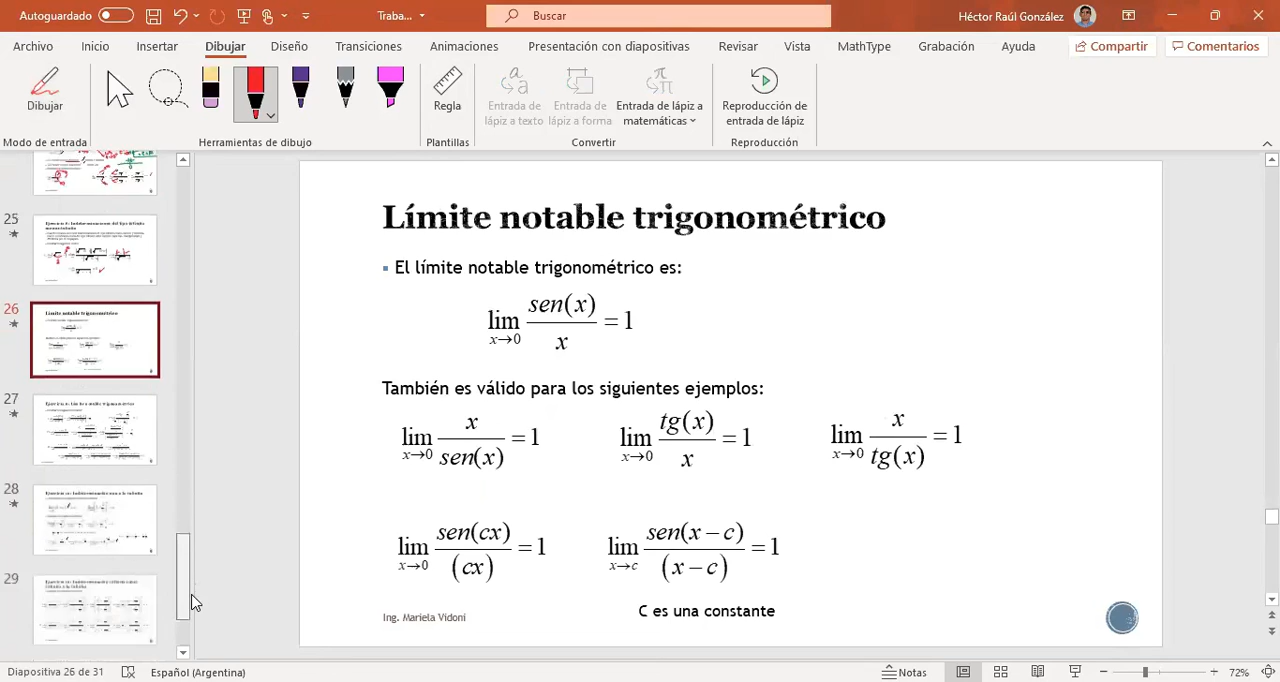 Autoguardado
Traba...
Buscar
Héctor Raúl González
Archivo
Inicio
Insertar
Dibujar
Diseño
Transiciones
Animaciones
Presentación con diapositivas
Revisar
Vista
MathType
Grabación
Ayuda
Compartir
Comentarios
Dibujar
Regla
Entrada de lápiz a texto
Entrada de lápiz a forma
Entrada de lápiz a matemáticas
Reproducción de entrada de lápiz
Modo de entrada
Herramientas de dibujo
Plantillas
Convertir
Reproducción
25
26
27
28
29
Límite notable trigonométrico
▪ El límite notable trigonométrico es:
lim x→0 sen(x)/x = 1
También es válido para los siguientes ejemplos:
lim x→0 x/sen(x) = 1
lim x→0 tg(x)/x = 1
lim x→0 x/tg(x) = 1
lim x→0 sen(cx)/(cx) = 1
lim x→c sen(x − c)/(x − c) = 1
C es una constante
Ing. Mariela Vidoni
Diapositiva 26 de 31
Español (Argentina)
Notas
72%